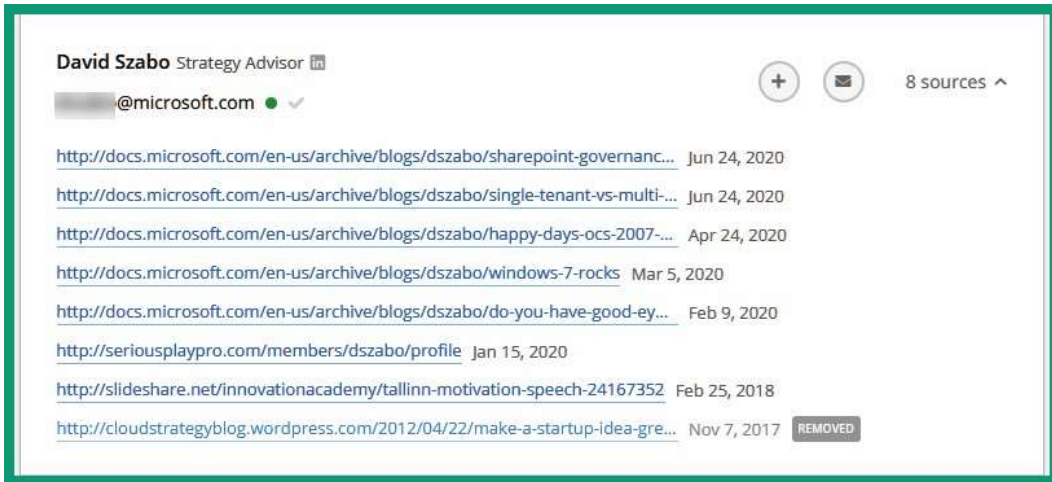 David Szabo Strategy Advisor in
@microsoft.com
8 sources
http://docs.microsoft.com/en-us/archive/blogs/dszabo/sharepoint-governanc... Jun 24, 2020
http://docs.microsoft.com/en-us/archive/blogs/dszabo/single-tenant-vs-multi-... Jun 24, 2020
http://docs.microsoft.com/en-us/archive/blogs/dszabo/happy-days-ocs-2007-... Apr 24, 2020
http://docs.microsoft.com/en-us/archive/blogs/dszabo/windows-7-rocks Mar 5, 2020
http://docs.microsoft.com/en-us/archive/blogs/dszabo/do-you-have-good-ey... Feb 9, 2020
http://seriousplaypro.com/members/dszabo/profile Jan 15, 2020
http://slideshare.net/innovationacademy/tallinn-motivation-speech-24167352 Feb 25, 2018
http://cloudstrategyblog.wordpress.com/2012/04/22/make-a-startup-idea-gre... Nov 7, 2017 REMOVED